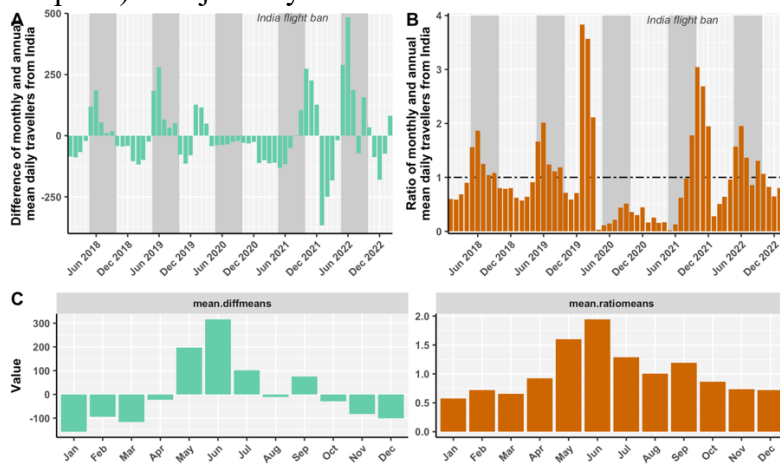 A
500
India flight ban
250
0
-250
Difference of monthly and annual
mean daily travellers from India
Jun 2018
Dec 2018
Jun 2019
Dec 2019
Jun 2020
Dec 2020
Jun 2021
Dec 2021
Jun 2022
Dec 2022
B
4
India flight ban
3
2
1
0
Ratio of monthly and annual
mean daily travellers from India
Jun 2018
Dec 2018
Jun 2019
Dec 2019
Jun 2020
Dec 2020
Jun 2021
Dec 2021
Jun 2022
Dec 2022
C
mean.diffmeans
300
200
100
0
-100
Value
Jan
Feb
Mar
Apr
May
Jun
Jul
Aug
Sep
Oct
Nov
Dec
mean.ratiomeans
2.0
1.5
1.0
0.5
0.0
Jan
Feb
Mar
Apr
May
Jun
Jul
Aug
Sep
Oct
Nov
Dec